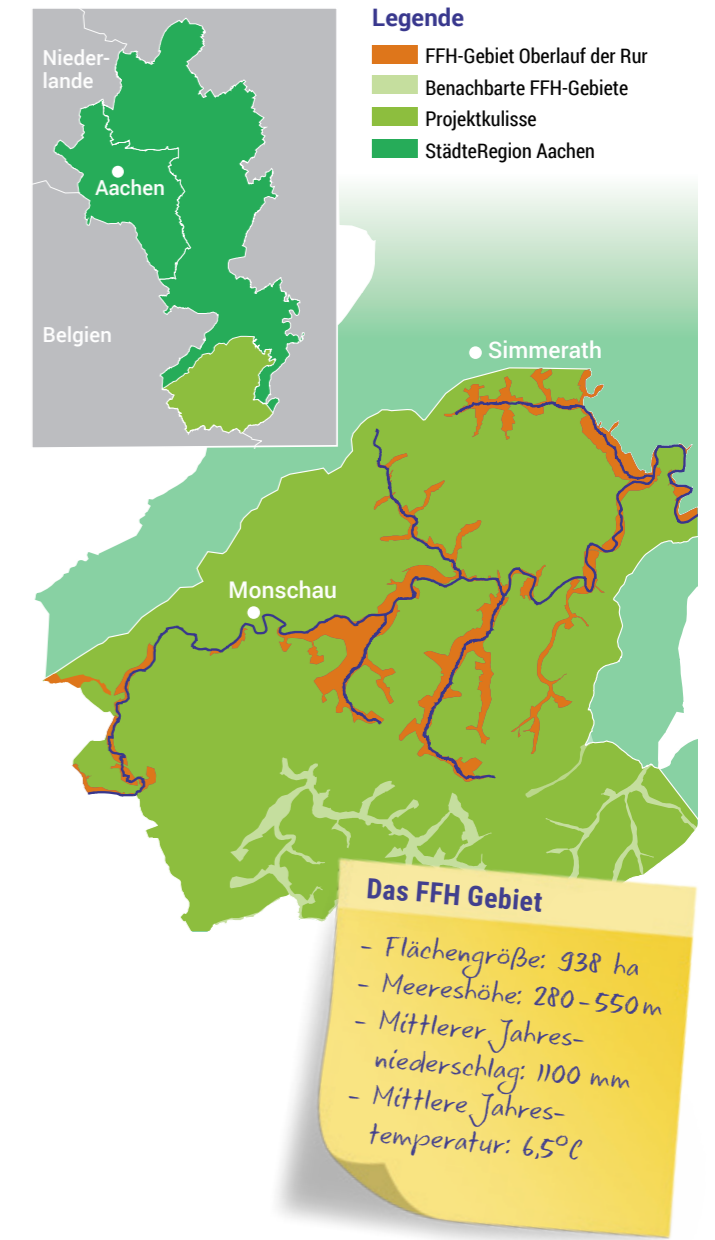 Nieder-
lande
Aachen
Belgien
Legende
FFH-Gebiet Oberlauf der Rur
Benachbarte FFH-Gebiete
Projektkulisse
StädteRegion Aachen
Simmerath
Monschau
Das FFH Gebiet
- Flächengröße: 938 ha
- Meereshöhe: 280-550 m
- Mittlerer Jahres-
niederschlag: 1100 mm
- Mittlere Jahres-
temperatur: 6,5°C